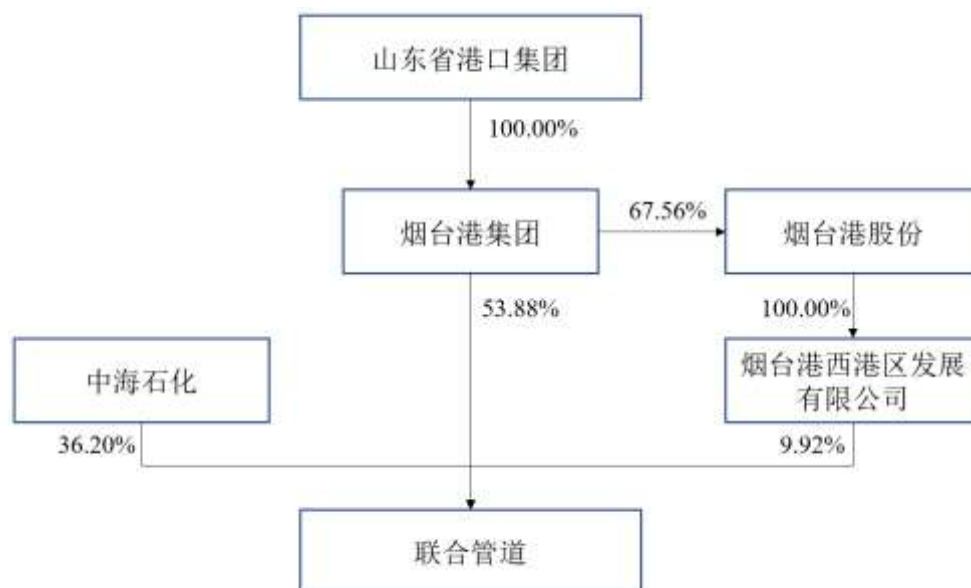 山东省港口集团
100.00%
烟台港集团
67.56%
烟台港股份
53.88%
100.00%
中海石化
烟台港西港区发展
有限公司
36.20%
9.92%
联合管道